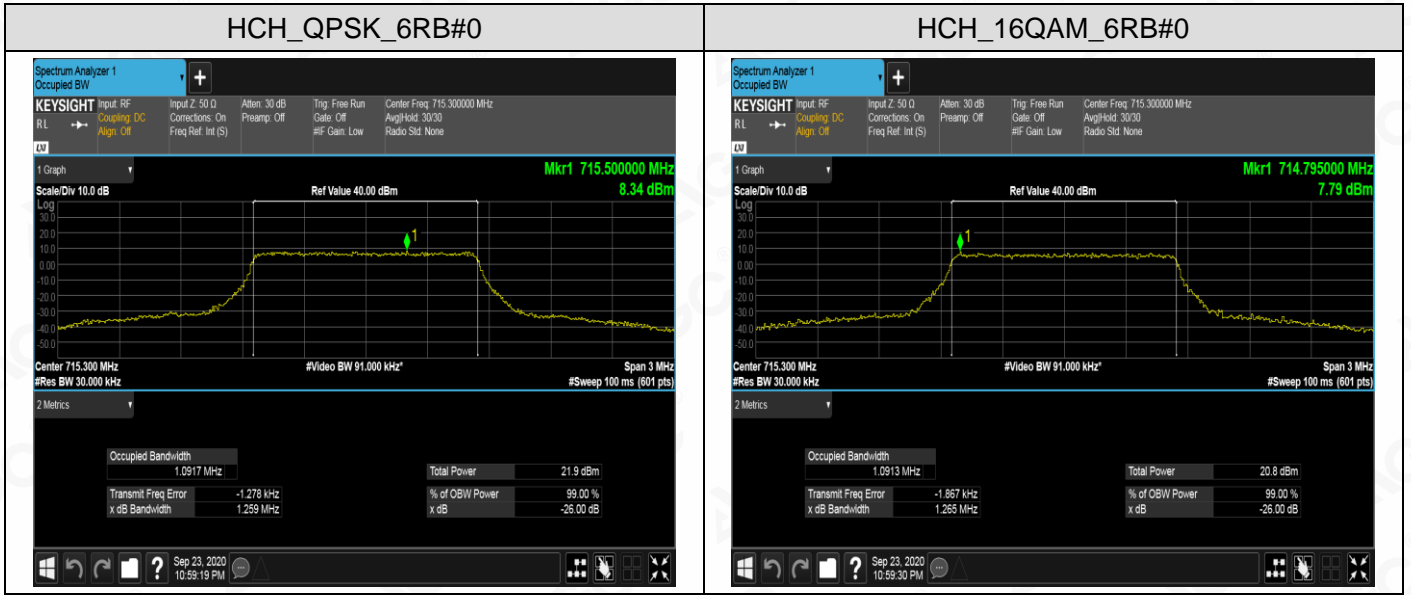 HCH_QPSK_6RB#0
Spectrum Analyzer 1
Occupied BW
+
KEYSIGHT
RL
LXI
Input: RF
Coupling: DC
Align: Off
Input Z: 50 Ω
Corrections: On
Freq Ref: Int (S)
Atten: 30 dB
Preamp: Off
Trig: Free Run
Gate: Off
#IF Gain: Low
Center Freq: 715.300000 MHz
Avg|Hold: 30/30
Radio Std: None
1 Graph
Mkr1 715.500000 MHz
8.34 dBm
Scale/Div 10.0 dB
Ref Value 40.00 dBm
Log
30.0
20.0
10.0
0.00
-10.0
-20.0
-30.0
-40.0
-50.0
1
Center 715.300 MHz
#Video BW 91.000 kHz*
Span 3 MHz
#Res BW 30.000 kHz
#Sweep 100 ms (601 pts)
2 Metrics
Occupied Bandwidth
1.0917 MHz
Total Power 21.9 dBm
Transmit Freq Error -1.278 kHz
% of OBW Power 99.00 %
x dB Bandwidth 1.259 MHz
x dB -26.00 dB
?
Sep 23, 2020
10:59:19 PM
HCH_16QAM_6RB#0
Spectrum Analyzer 1
Occupied BW
+
KEYSIGHT
RL
LXI
Input: RF
Coupling: DC
Align: Off
Input Z: 50 Ω
Corrections: On
Freq Ref: Int (S)
Atten: 30 dB
Preamp: Off
Trig: Free Run
Gate: Off
#IF Gain: Low
Center Freq: 715.300000 MHz
Avg|Hold: 30/30
Radio Std: None
1 Graph
Mkr1 714.795000 MHz
7.79 dBm
Scale/Div 10.0 dB
Ref Value 40.00 dBm
Log
30.0
20.0
10.0
0.00
-10.0
-20.0
-30.0
-40.0
-50.0
1
Center 715.300 MHz
#Video BW 91.000 kHz*
Span 3 MHz
#Res BW 30.000 kHz
#Sweep 100 ms (601 pts)
2 Metrics
Occupied Bandwidth
1.0913 MHz
Total Power 20.8 dBm
Transmit Freq Error -1.867 kHz
% of OBW Power 99.00 %
x dB Bandwidth 1.265 MHz
x dB -26.00 dB
?
Sep 23, 2020
10:59:30 PM